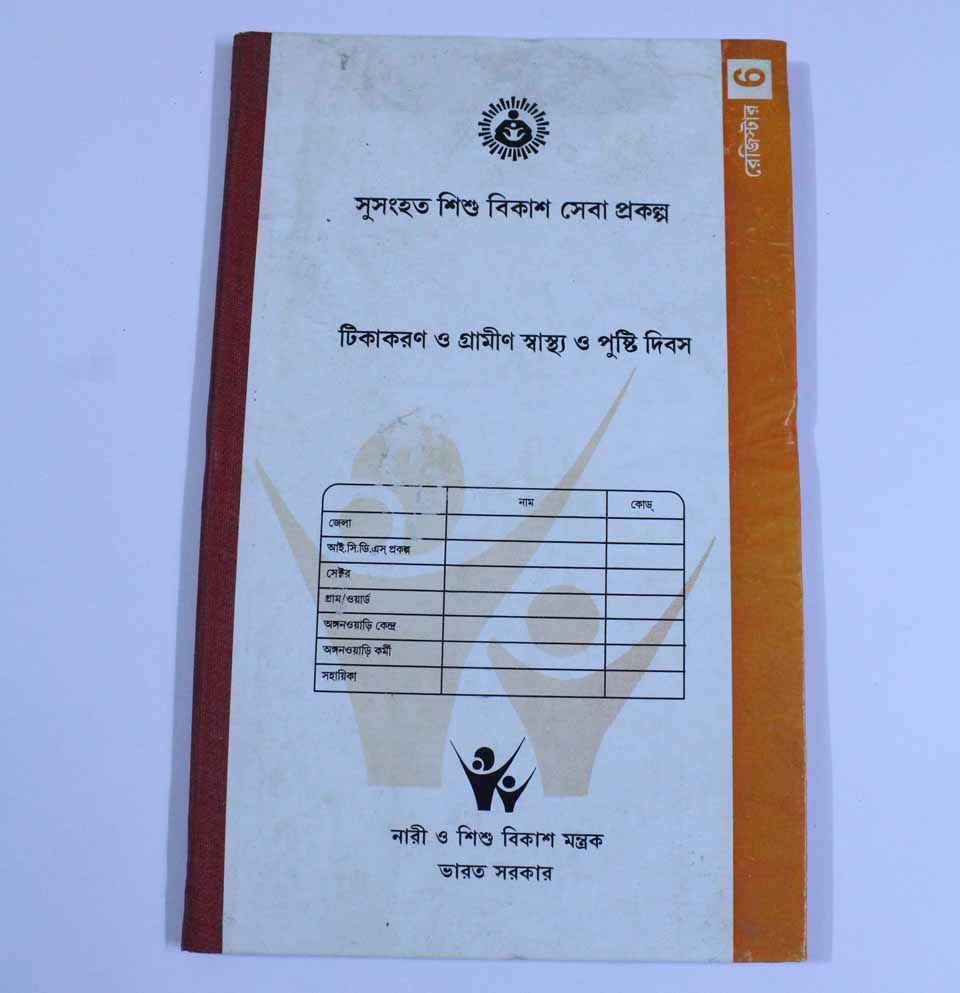 রেজিস্টার 6
সুসংহত শিশু বিকাশ সেবা প্রকল্প
টিকাকরণ ও গ্রামীণ স্বাস্থ্য ও পুষ্টি দিবস
নাম কোড্
জেলা
আই.সি.ডি.এস্ প্রকল্প
সেক্টর
গ্রাম/ওয়ার্ড
অঙ্গনওয়াড়ি কেন্দ্র
অঙ্গনওয়াড়ি কর্মী
সহায়িকা
নারী ও শিশু বিকাশ মন্ত্রক
ভারত সরকার